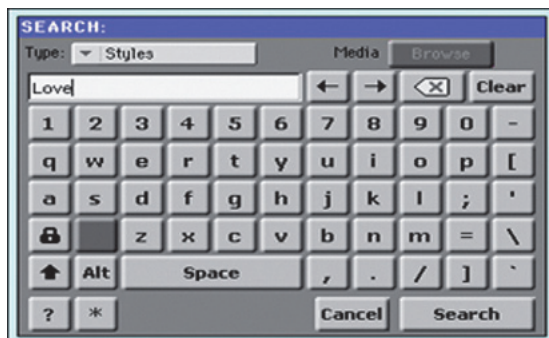 SEARCH:
Type: Styles Media Browse
Love Clear
1 2 3 4 5 6 7 8 9 0 -
q w e r t y u i o p [
a s d f g h j k l ; '
z x c v b n m = \
Alt Space , . / ] `
? * Cancel Search